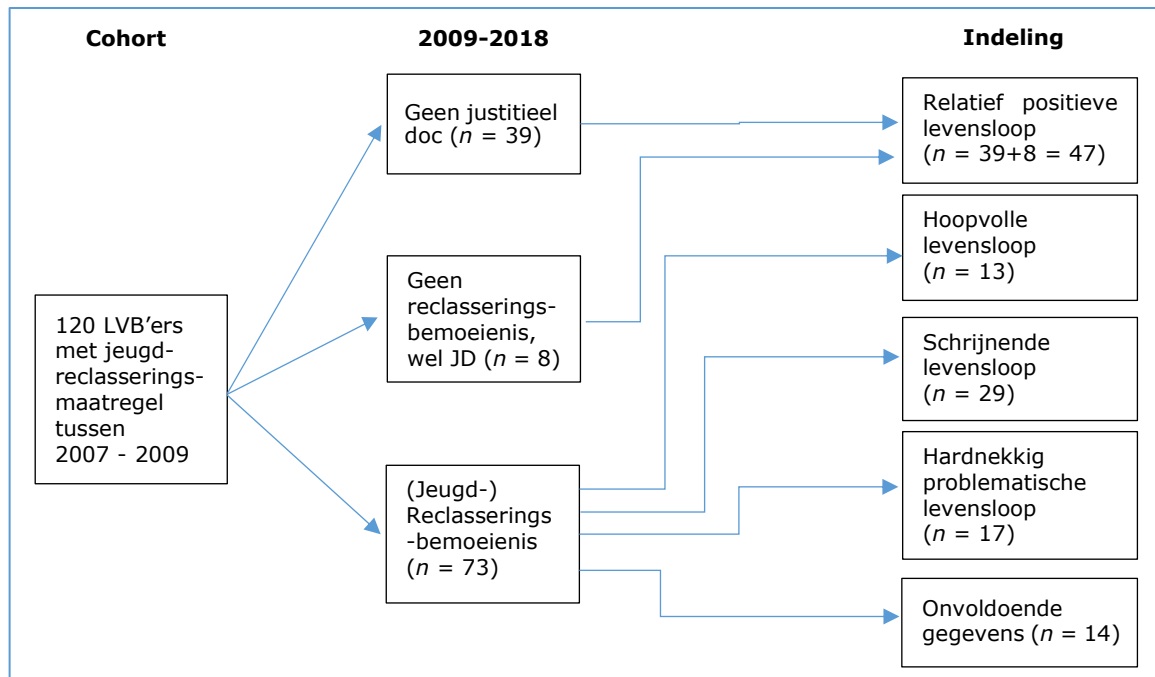 Cohort
2009-2018
Indeling
120 LVB’ers
met jeugd-
reclasserings-
maatregel
tussen
2007 - 2009
Geen justitieel
doc (n = 39)
Geen
reclasserings-
bemoeienis,
wel JD (n = 8)
(Jeugd-)
Reclasserings
-bemoeienis
(n = 73)
Relatief positieve
levensloop
(n = 39+8 = 47)
Hoopvolle
levensloop
(n = 13)
Schrijnende
levensloop
(n = 29)
Hardnekkig
problematische
levensloop
(n = 17)
Onvoldoende
gegevens (n = 14)